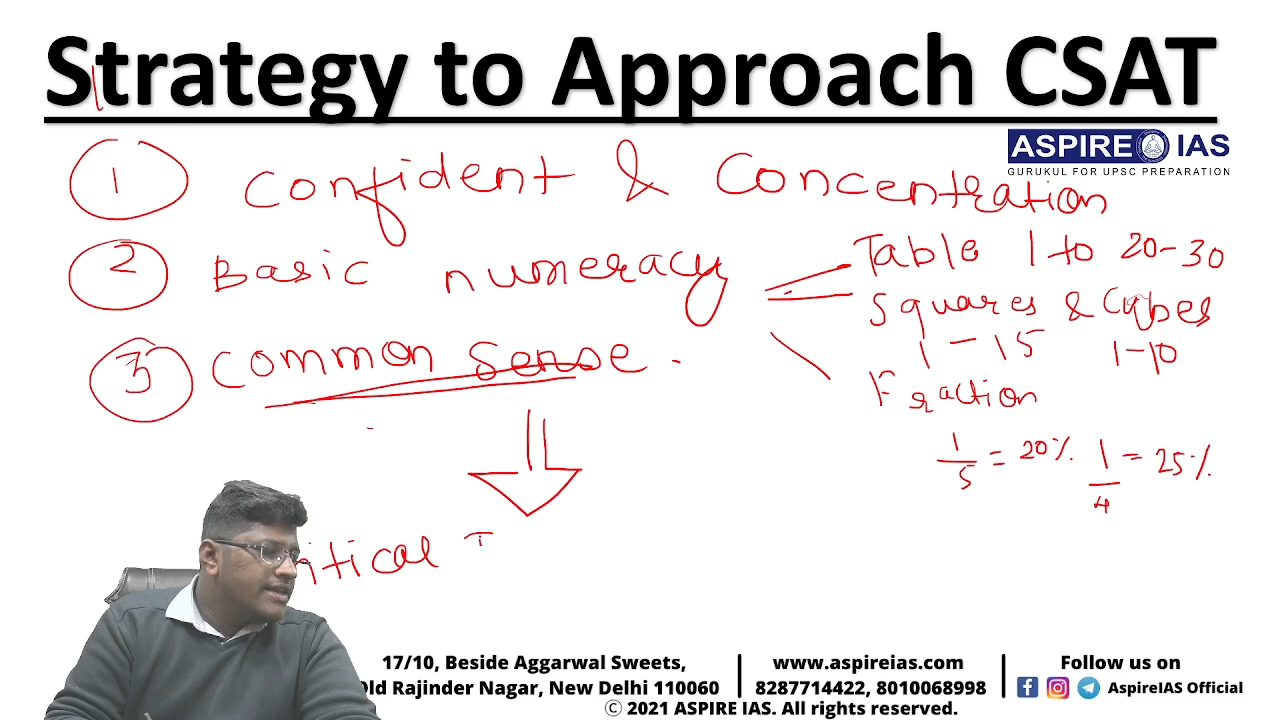 Strategy to Approach CSAT
ASPIRE IAS
GURUKUL FOR UPSC PREPARATION
1 Confident & Concentration
2 Basic numeracy
Table 1 to 20-30
Squares & Cubes
1-15 1-10
Fraction
1/5 = 20% 1/4 = 25%
3 Common Sense.
itical T
17/10, Beside Aggarwal Sweets,
Old Rajinder Nagar, New Delhi 110060
www.aspireias.com
8287714422, 8010068998
Follow us on
AspireIAS Official
© 2021 ASPIRE IAS. All rights reserved.